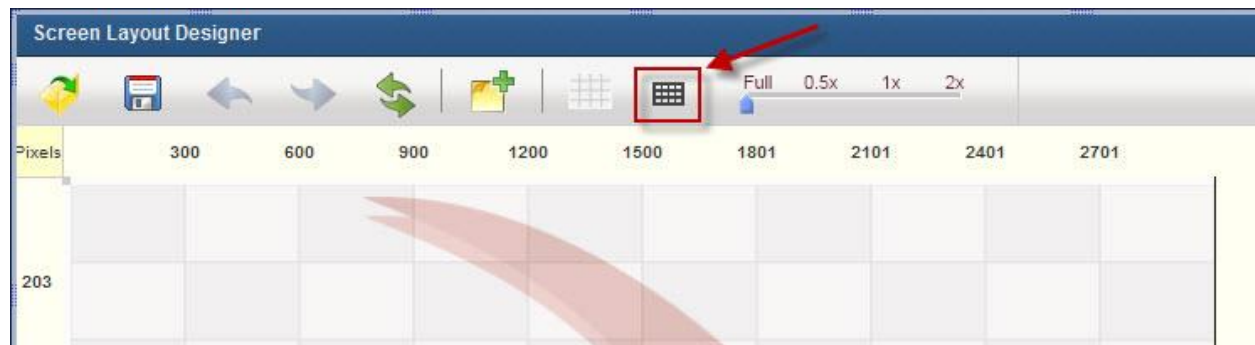 Screen Layout Designer
Full 0.5x 1x 2x
Pixels 300 600 900 1200 1500 1801 2101 2401 2701
203